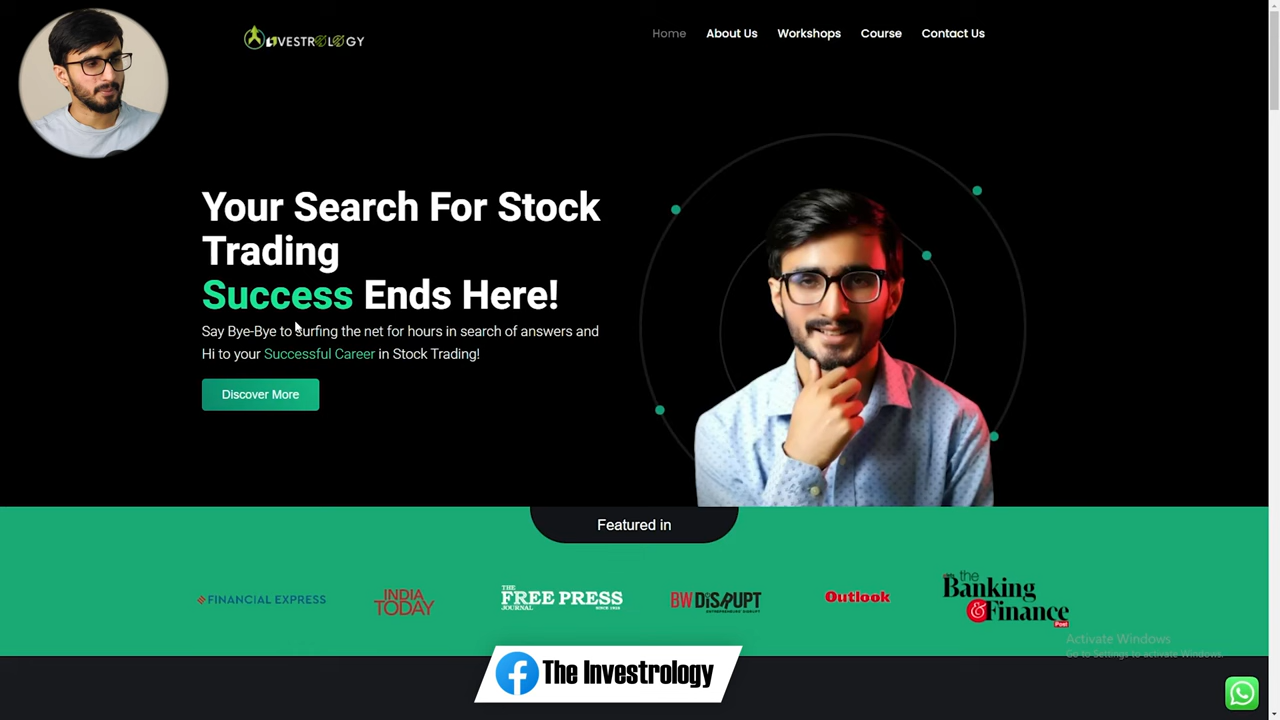 INVESTROLOGY
Home
About Us
Workshops
Course
Contact Us
Your Search For Stock
Trading
Success Ends Here!
Say Bye-Bye to surfing the net for hours in search of answers and
Hi to your Successful Career in Stock Trading!
Discover More
Featured in
FINANCIAL EXPRESS
INDIA
TODAY
THE
FREE PRESS
JOURNAL
SINCE 1928
BW DiSRUPT
Outlook
the
Banking
&Finance
Post
Activate Windows
Go to Settings to activate Windows.
The Investrology